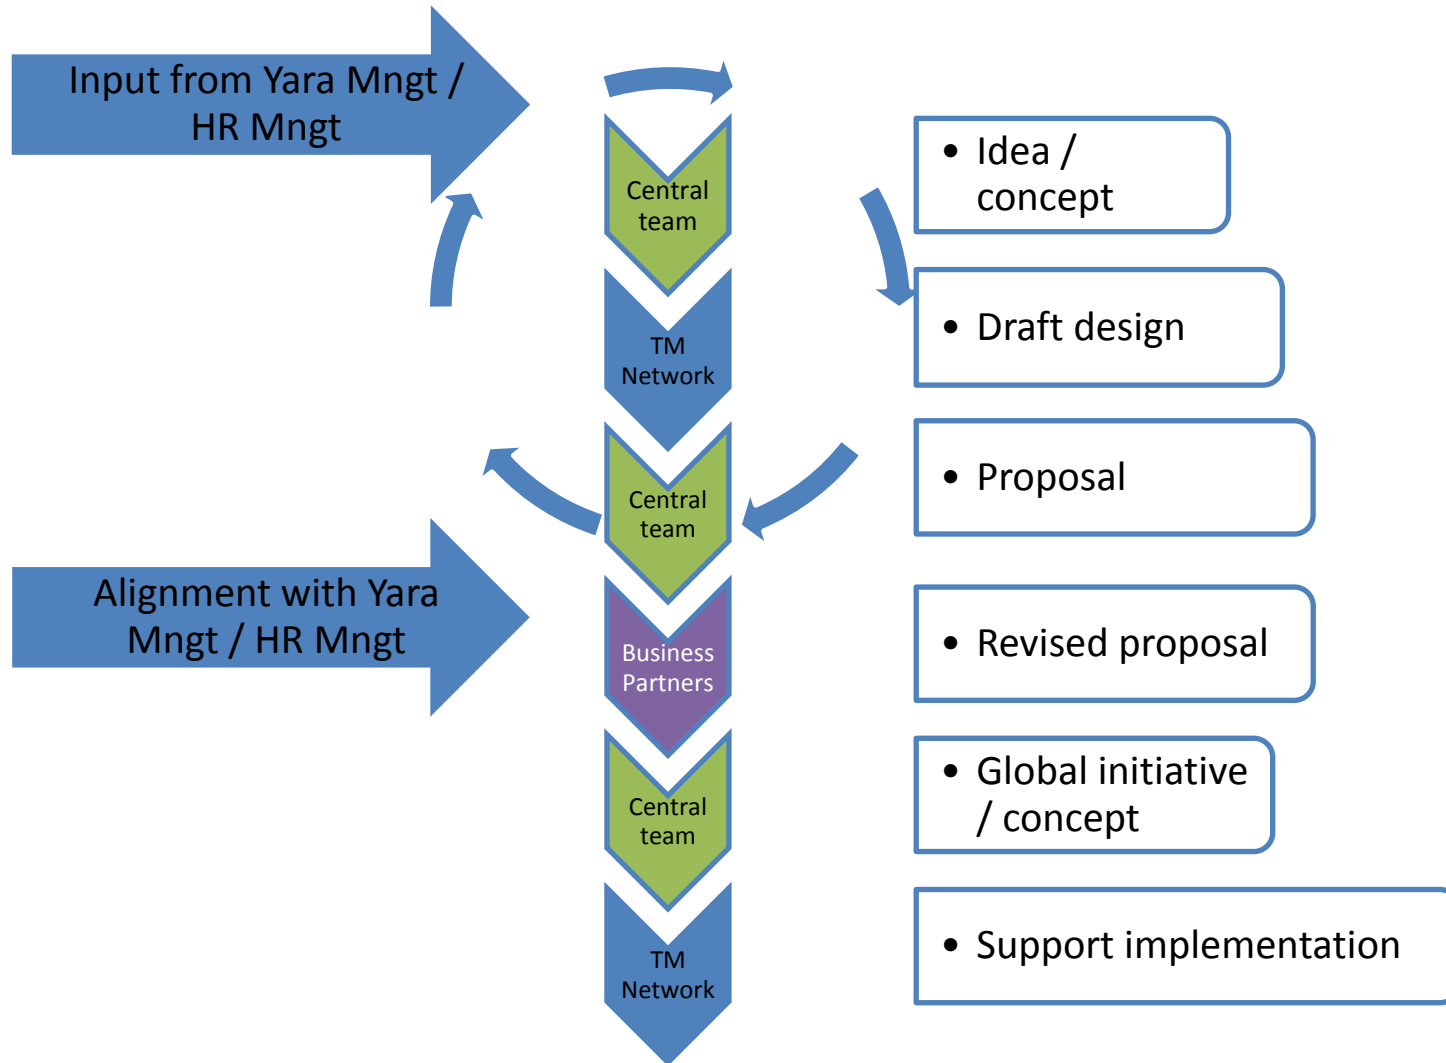 Input from Yara Mngt /
HR Mngt
Central
team
• Idea /
concept
TM
Network
• Draft design
Central
team
• Proposal
Alignment with Yara
Mngt / HR Mngt
Business
Partners
• Revised proposal
Central
team
• Global initiative
/ concept
TM
Network
• Support implementation